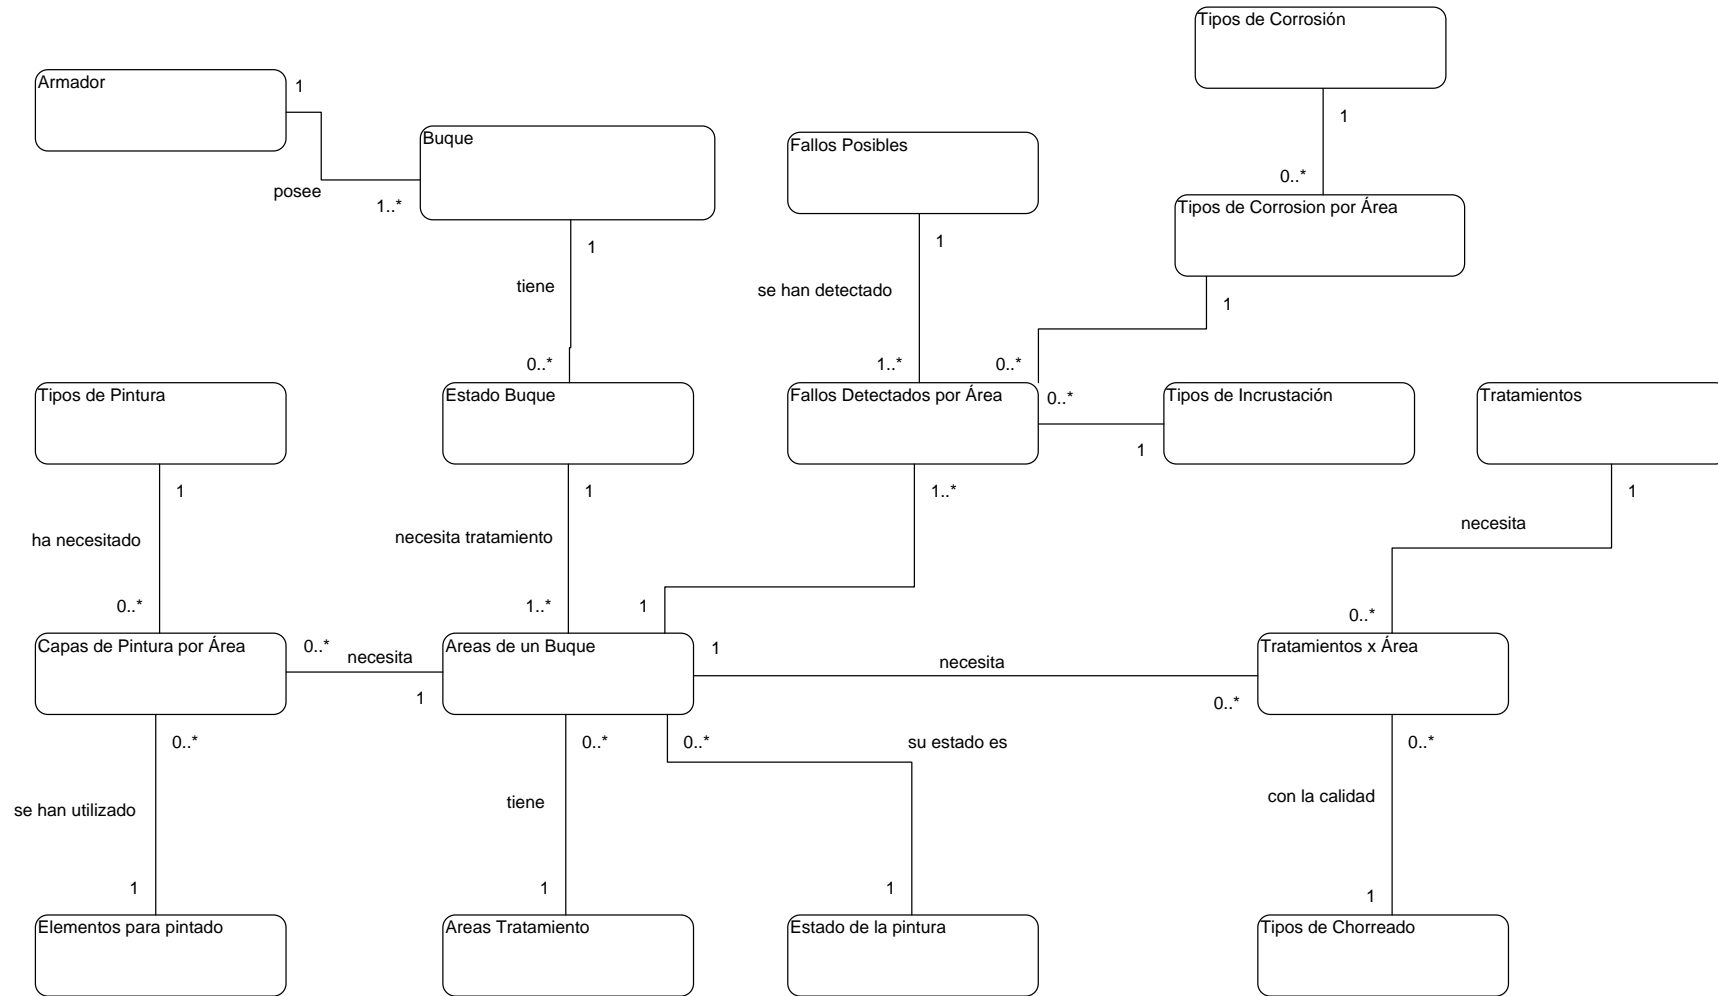 Tipos de Corrosión
Armador
1
1
Buque
Fallos Posibles
0..*
posee
1..*
Tipos de Corrosion por Área
1
1
tiene
se han detectado
1
0..*
1..*
0..*
Tipos de Pintura
Estado Buque
Fallos Detectados por Área
0..*
Tipos de Incrustación
Tratamientos
1
1
1
1..*
1
ha necesitado
necesita tratamiento
necesita
0..*
1..*
1
0..*
Capas de Pintura por Área
0..*
necesita
1
Areas de un Buque
1
necesita
0..*
Tratamientos x Área
0..*
0..*
0..*
su estado es
0..*
se han utilizado
tiene
con la calidad
1
1
1
1
Elementos para pintado
Areas Tratamiento
Estado de la pintura
Tipos de Chorreado